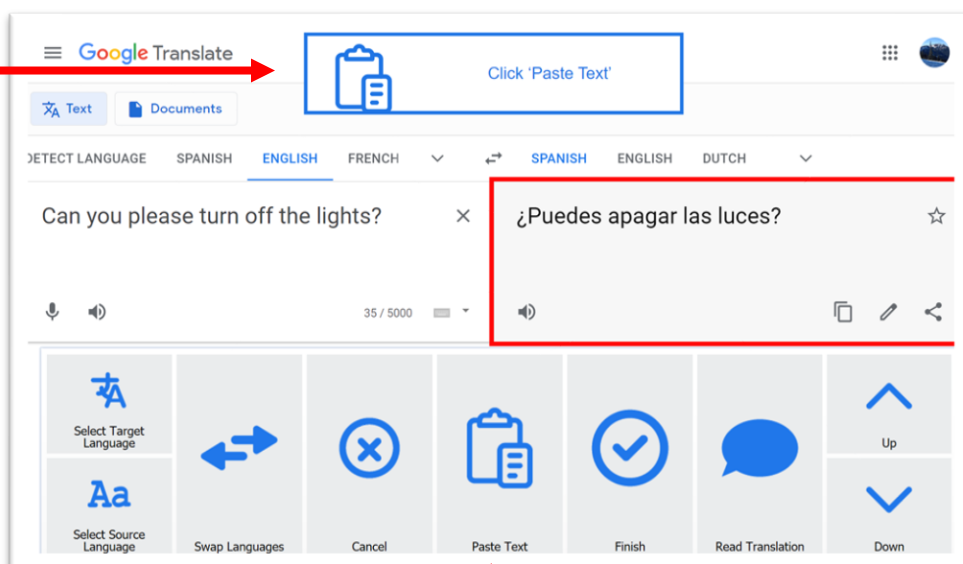 Google Translate
Click 'Paste Text'
Text
Documents
DETECT LANGUAGE SPANISH ENGLISH FRENCH SPANISH ENGLISH DUTCH
Can you please turn off the lights?
¿Puedes apagar las luces?
35 / 5000
Select Target
Language
Aa
Select Source
Language
Swap Languages
Cancel
Paste Text
Finish
Read Translation
Up
Down